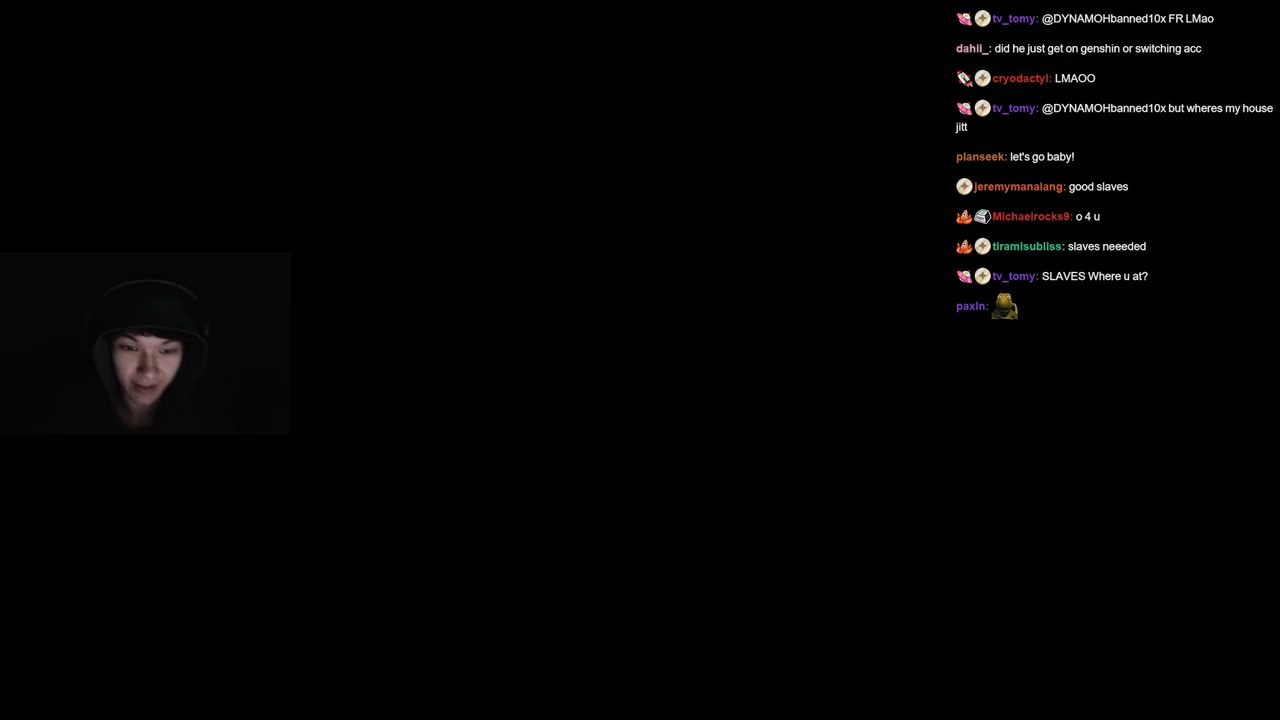 tv_tomy: @DYNAMOHbanned10x FR LMao
dahil_: did he just get on genshin or switching acc
cryodactyl: LMAOO
tv_tomy: @DYNAMOHbanned10x but wheres my house
jitt
planseek: let's go baby!
jeremymanalang: good slaves
Michaelrocks9: o 4 u
tiramisubliss: slaves neeeded
tv_tomy: SLAVES Where u at?
paxln: